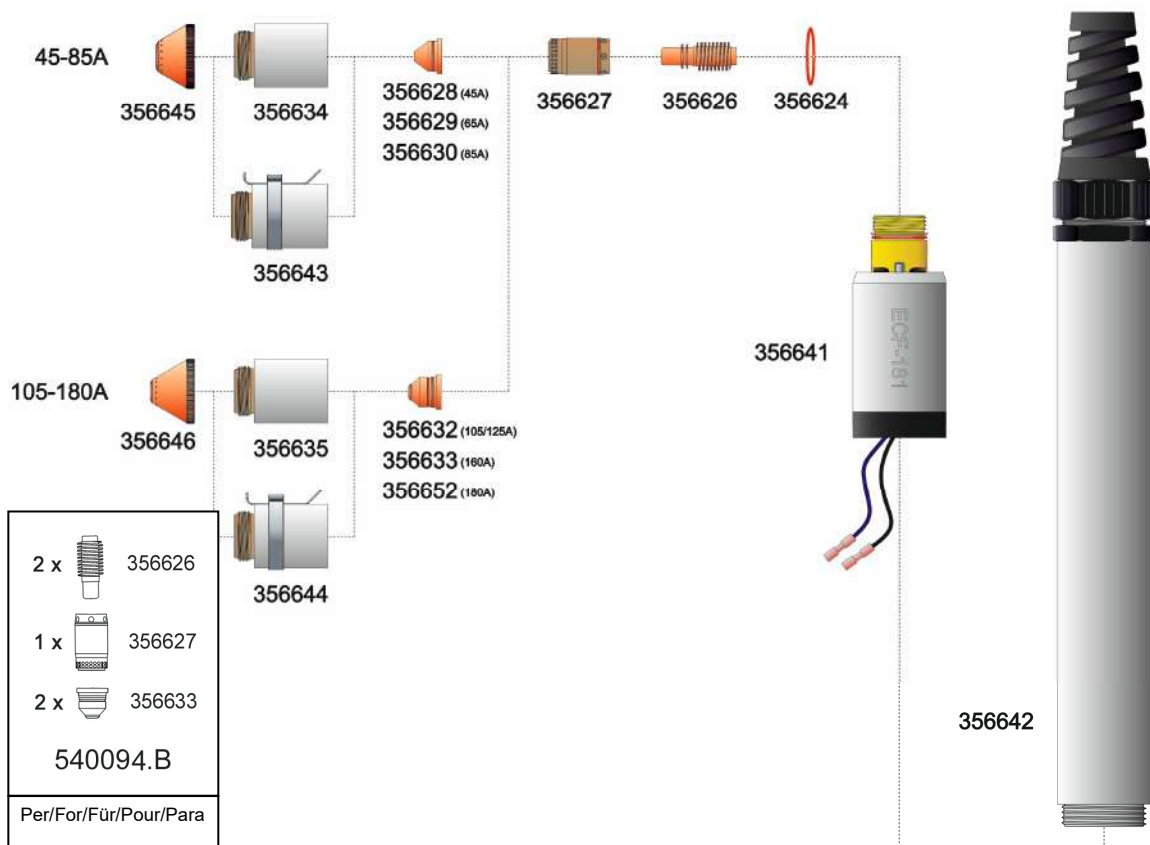 45-85A
356645
356634
356628 (45A)
356629 (65A)
356630 (85A)
356627
356626
356624
356643
ECF-181
356641
105-180A
356646
356635
356632 (105/125A)
356633 (160A)
356652 (180A)
356644
2 x 356626
1 x 356627
2 x 356633
540094.B
Per/For/Für/Pour/Para
356642